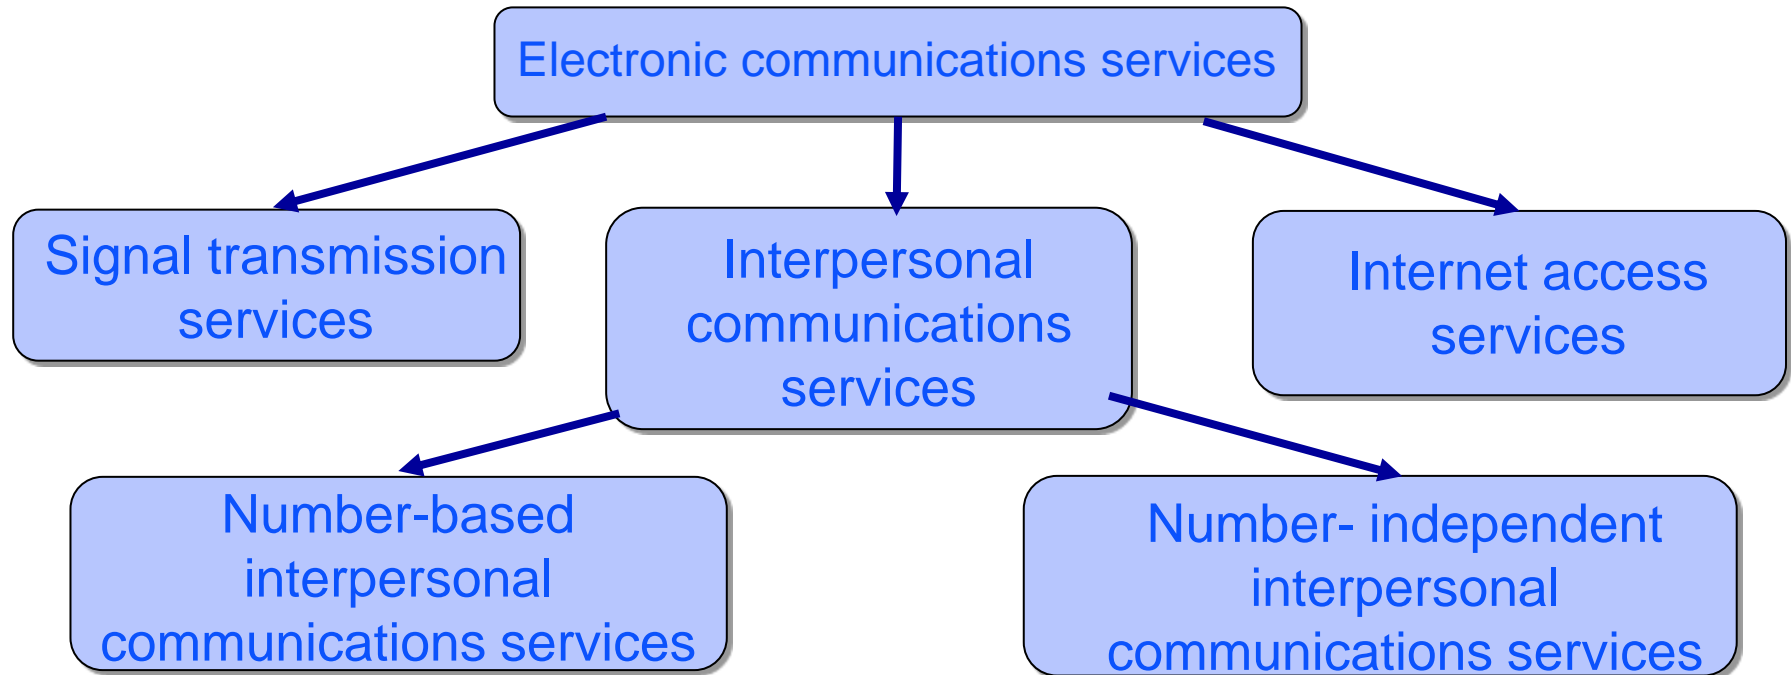 Electronic communications services
Signal transmission
services
Interpersonal
communications
services
Internet access
services
Number-based
interpersonal
communications services
Number- independent
interpersonal
communications services